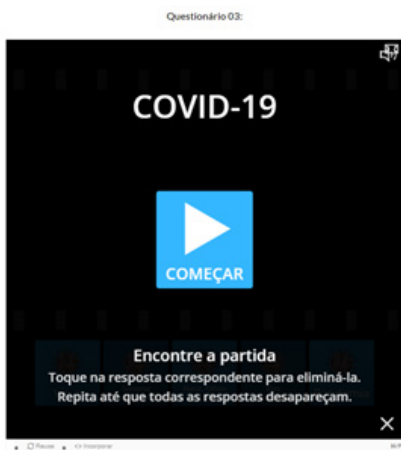 Questionário 03:
COVID-19
COMEÇAR
Encontre a partida
Toque na resposta correspondente para eliminá-la.
Repita até que todas as respostas desapareçam.